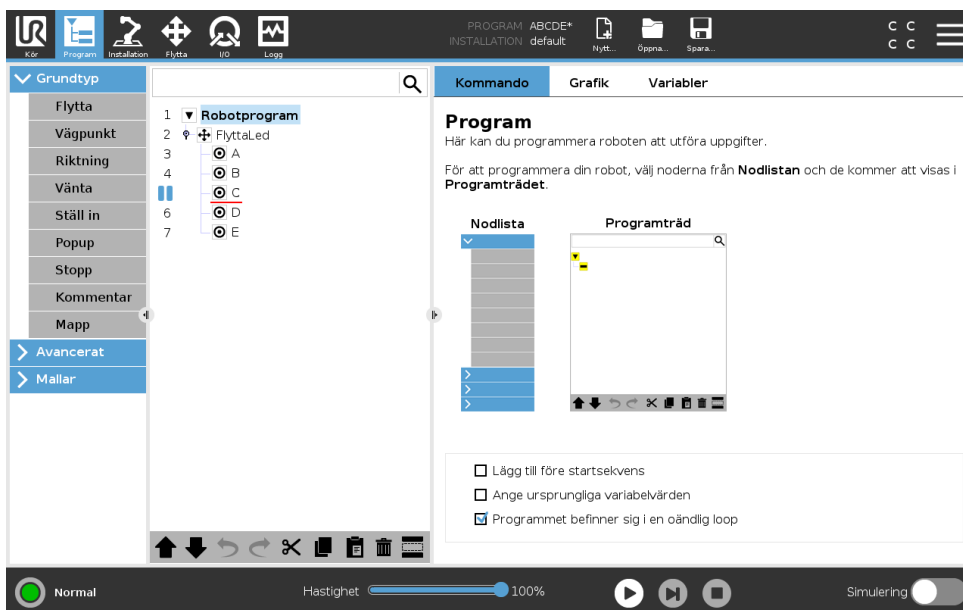 UR
Kör
Program
Installation
Flytta
I/O
Logg
PROGRAM ABCDE*
INSTALLATION default
Nytt...
Öppna...
Spara...
C C
C C
Grundtyp
Flytta
Vägpunkt
Riktning
Vänta
Ställ in
Popup
Stopp
Kommentar
Mapp
Avancerat
Mallar
1 Robotprogram
2 FlyttaLed
3 A
4 B
C
6 D
7 E
Kommando
Grafik
Variabler
Program
Här kan du programmera roboten att utföra uppgifter.
För att programmera din robot, välj noderna från Nodlistan och de kommer att visas i
Programträdet.
Nodlista
Programträd
Lägg till före startsekvens
Ange ursprungliga variabelvärden
Programmet befinner sig i en oändlig loop
Normal
Hastighet
100%
Simulering